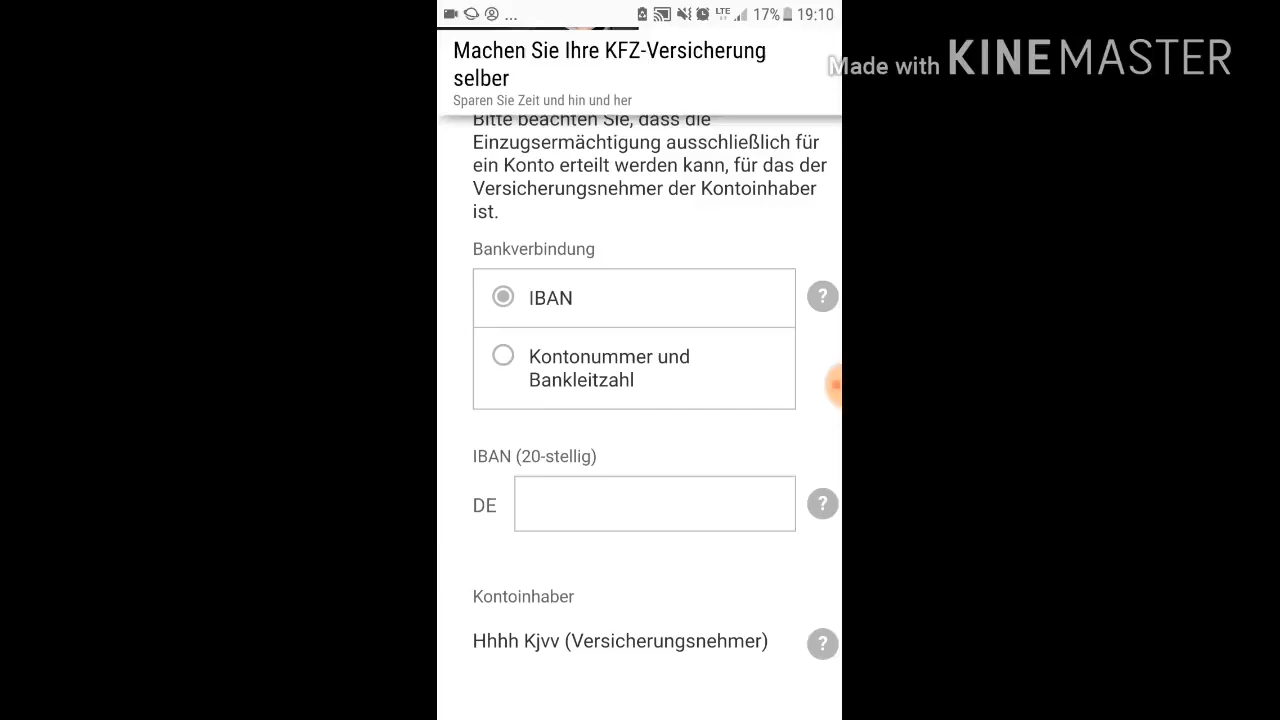 ... LTE 17% 19:10
Machen Sie Ihre KFZ-Versicherung
selber
Sparen Sie Zeit und hin und her
Made with KINEMASTER
Bitte beachten Sie, dass die
Einzugsermächtigung ausschließlich für
ein Konto erteilt werden kann, für das der
Versicherungsnehmer der Kontoinhaber
ist.
Bankverbindung
IBAN
?
Kontonummer und
Bankleitzahl
IBAN (20-stellig)
DE
?
Kontoinhaber
Hhhh Kjvv (Versicherungsnehmer)
?